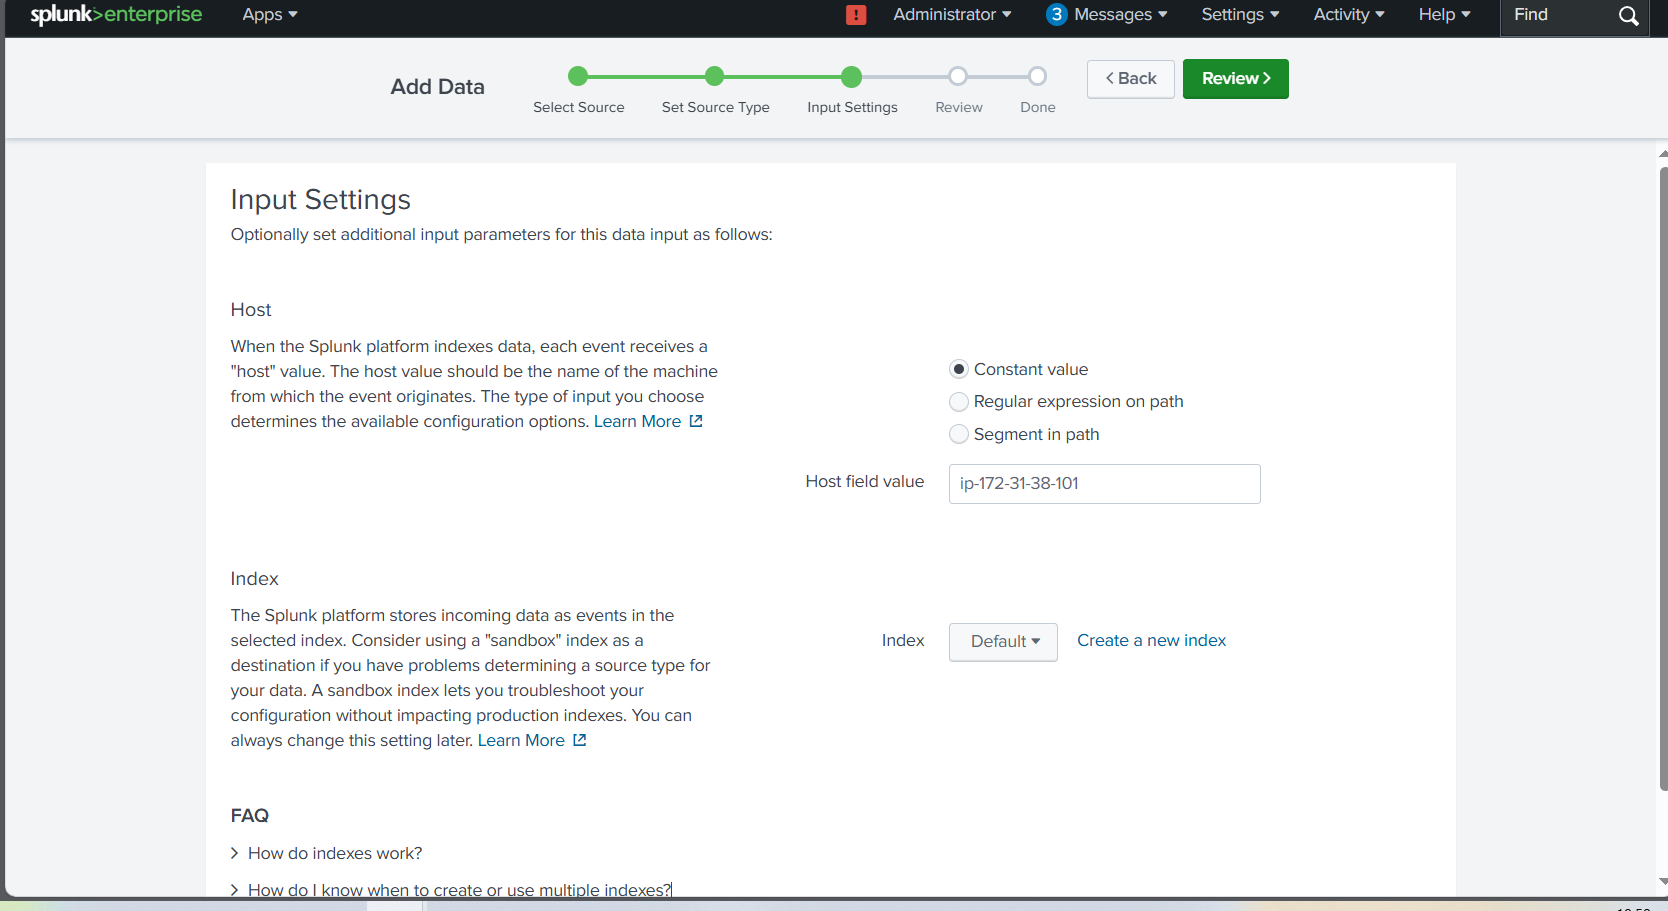 splunk>enterprise Apps ! Administrator 3 Messages Settings Activity Help Find
Add Data
Select Source Set Source Type Input Settings Review Done
Back Review
Input Settings
Optionally set additional input parameters for this data input as follows:
Host
When the Splunk platform indexes data, each event receives a
"host" value. The host value should be the name of the machine
from which the event originates. The type of input you choose
determines the available configuration options. Learn More
Constant value
Regular expression on path
Segment in path
Host field value ip-172-31-38-101
Index
The Splunk platform stores incoming data as events in the
selected index. Consider using a "sandbox" index as a
destination if you have problems determining a source type for
your data. A sandbox index lets you troubleshoot your
configuration without impacting production indexes. You can
always change this setting later. Learn More
Index Default Create a new index
FAQ
How do indexes work?
How do I know when to create or use multiple indexes?